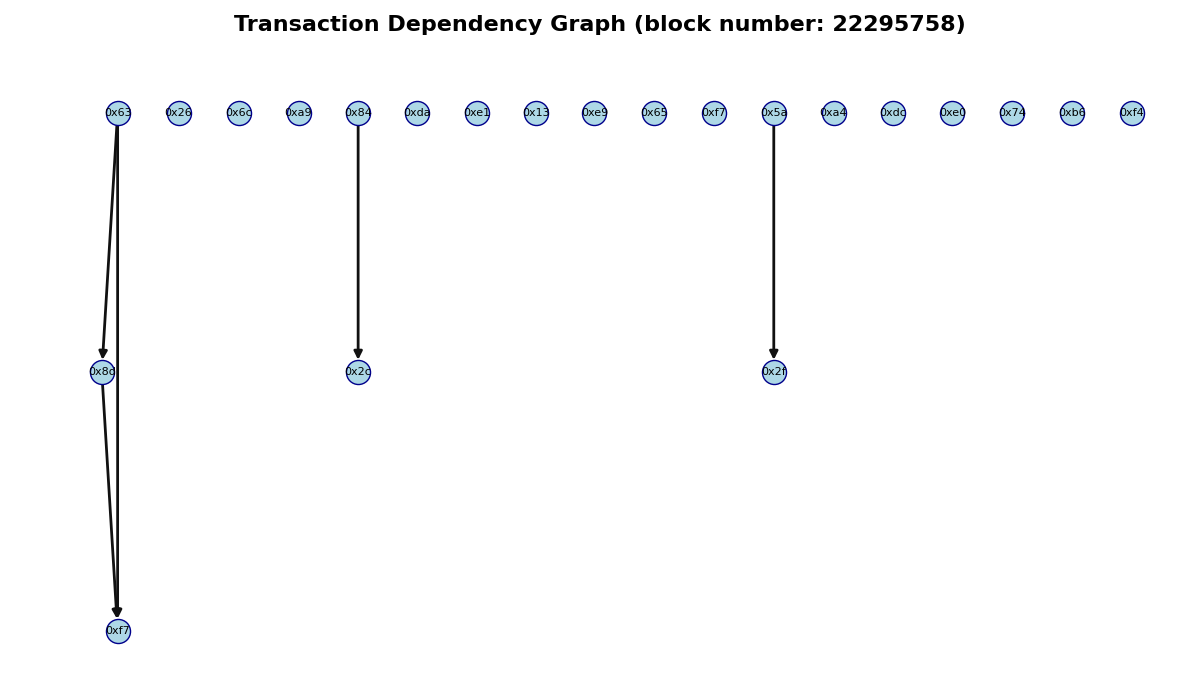 Transaction Dependency Graph (block number: 22295758)
0x63 0x26 0x6c 0xa9 0x84 0xda 0xe1 0x13 0xe9 0x65 0xf7 0x5a 0xa4 0xdc 0xe0 0x74 0xb6 0xf4
0x8d 0x2c 0x2f
0xf7